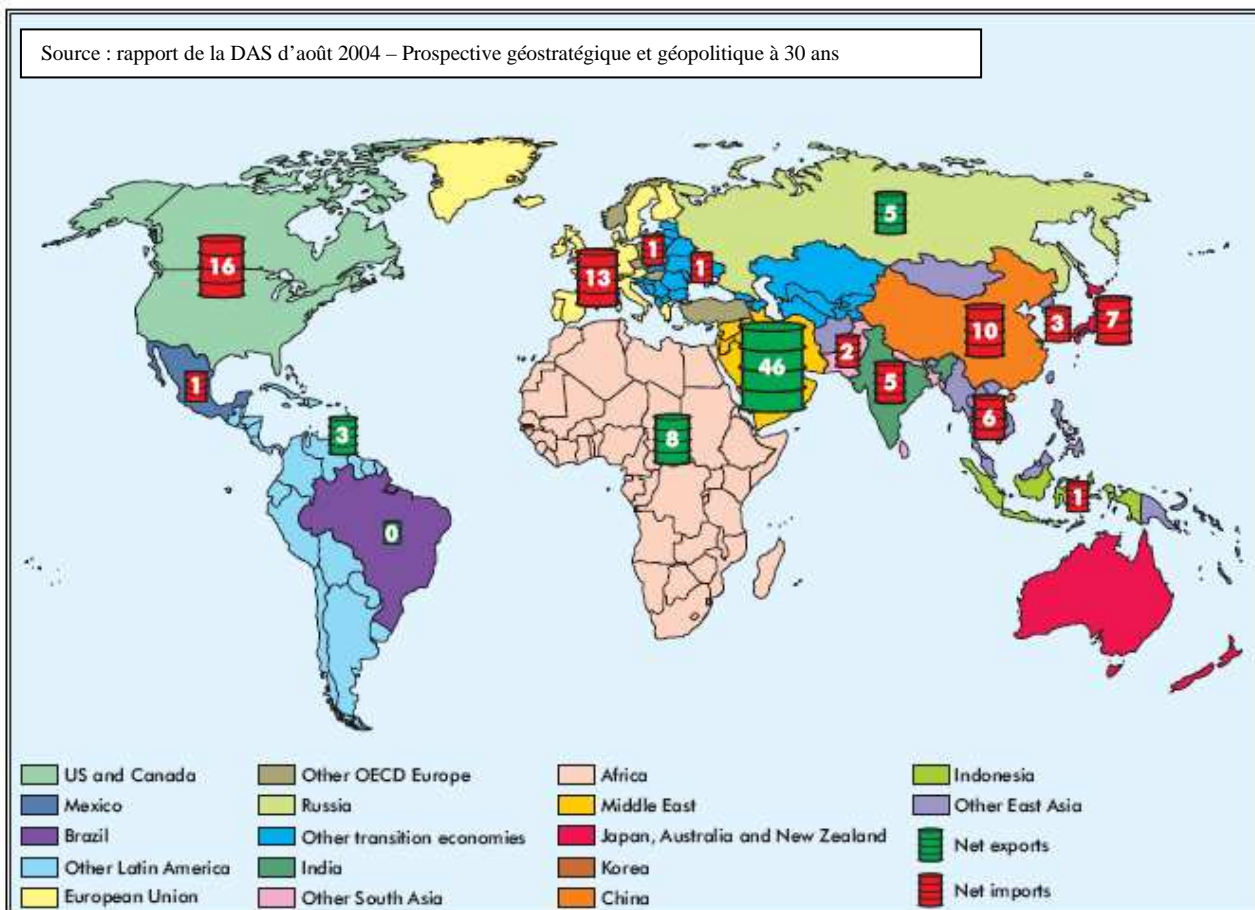 Source : rapport de la DAS d’août 2004 – Prospective géostratégique et géopolitique à 30 ans
5
1
1
16
13
10
3
7
46
2
5
1
6
3
8
1
0
US and Canada
Mexico
Brazil
Other Latin America
European Union
Other OECD Europe
Russia
Other transition economies
India
Other South Asia
Africa
Middle East
Japan, Australia and New Zealand
Korea
China
Indonesia
Other East Asia
Net exports
Net imports